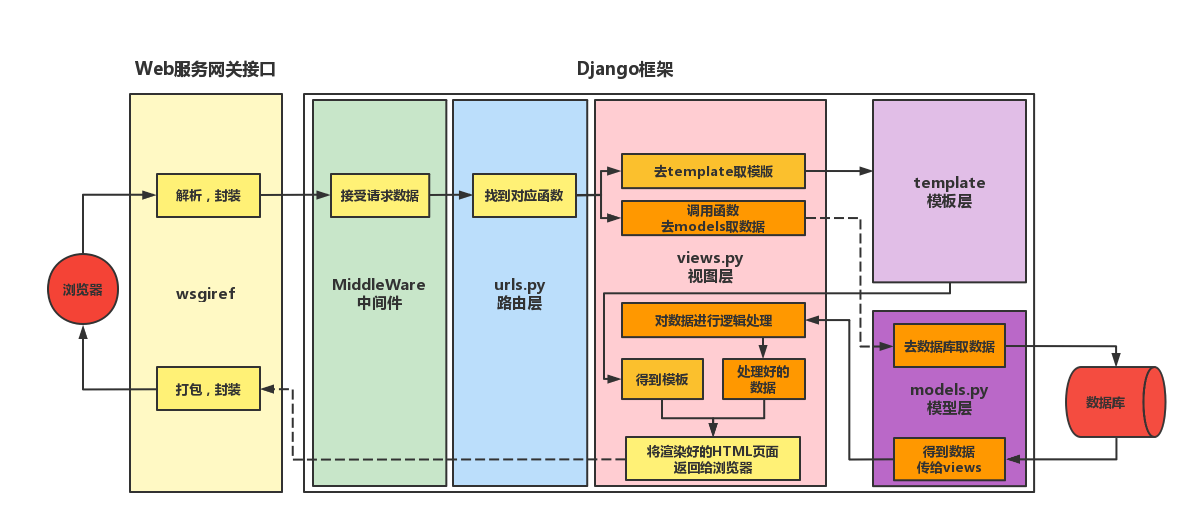 Web服务网关接口
Django框架
解析，封装
接受请求数据
找到对应函数
去template取模版
调用函数
去models取数据
template
模板层
views.py
视图层
浏览器
wsgiref
MiddleWare
中间件
urls.py
路由层
对数据进行逻辑处理
去数据库取数据
得到模板
处理好的
数据
models.py
模型层
数据库
打包，封装
将渲染好的HTML页面
返回给浏览器
得到数据
传给views